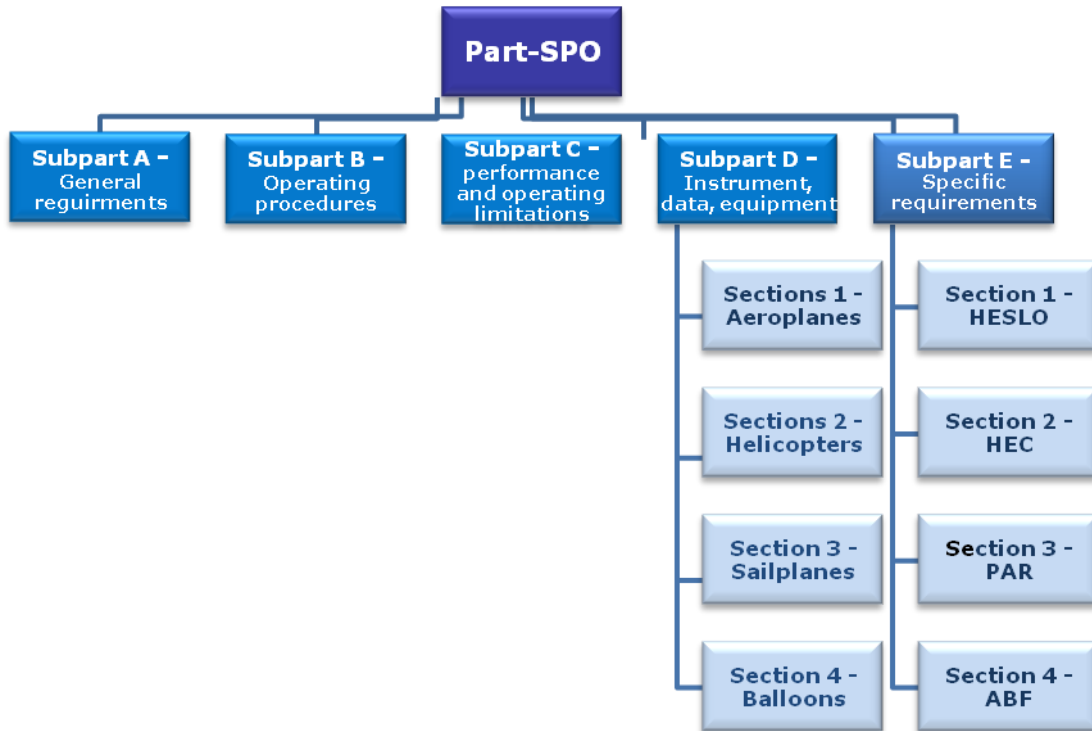 Part-SPO
Subpart A –
General
reguirments
Subpart B –
Operating
procedures
Subpart C –
performance
and operating
limitations
Subpart D –
Instrument,
data, equipment
Subpart E –
Specific
requirements
Sections 1 -
Aeroplanes
Sections 2 -
Helicopters
Section 3 -
Sailplanes
Section 4 -
Balloons
Section 1 -
HESLO
Section 2 -
HEC
Section 3 -
PAR
Section 4 -
ABF